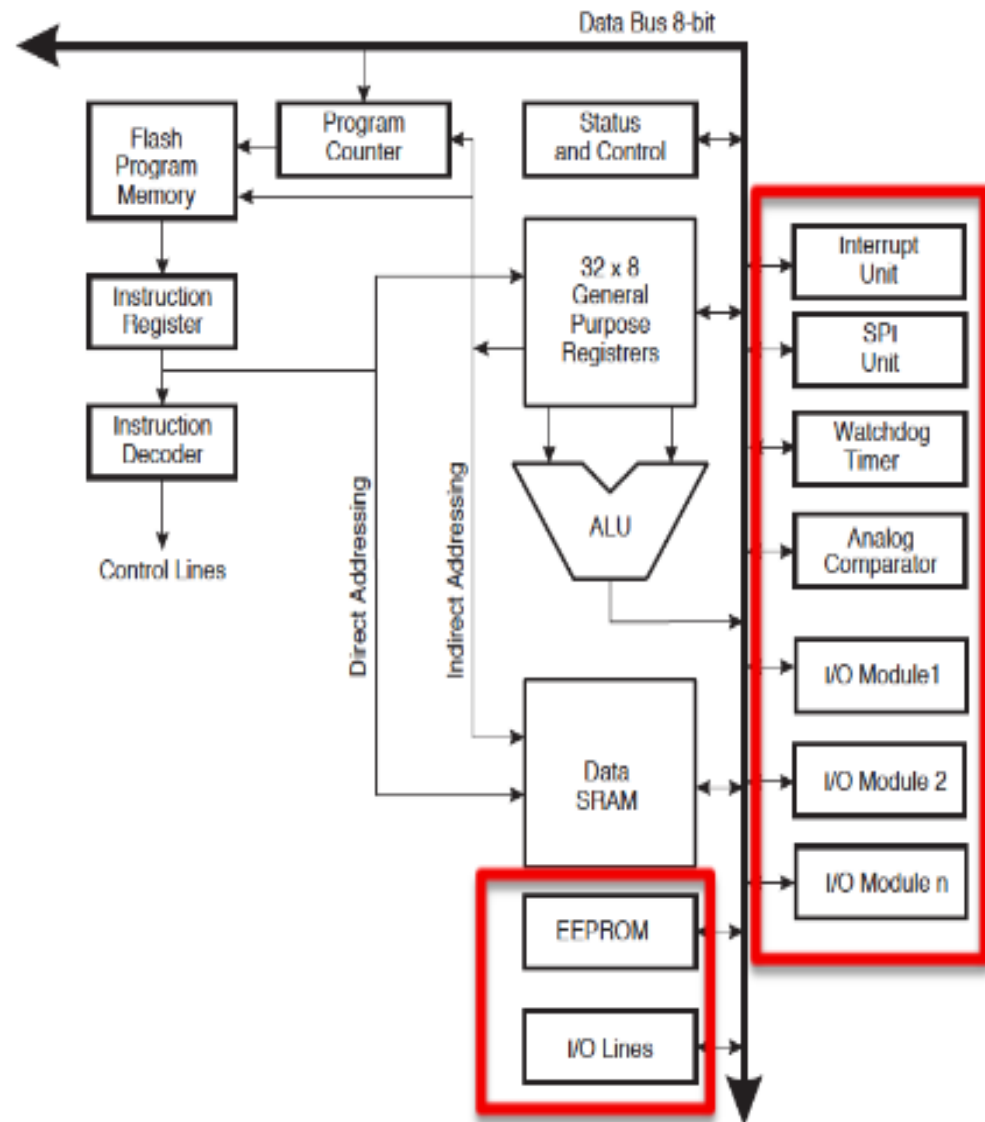 Data Bus 8-bit
Flash
Program
Memory
Program
Counter
Status
and Control
Interrupt
Unit
32 x 8
General
Purpose
Registrers
Instruction
Register
SPI
Unit
Instruction
Decoder
Watchdog
Timer
ALU
Analog
Comparator
Control Lines
Direct Addressing
Indirect Addressing
I/O Module1
Data
SRAM
I/O Module 2
I/O Module n
EEPROM
I/O Lines